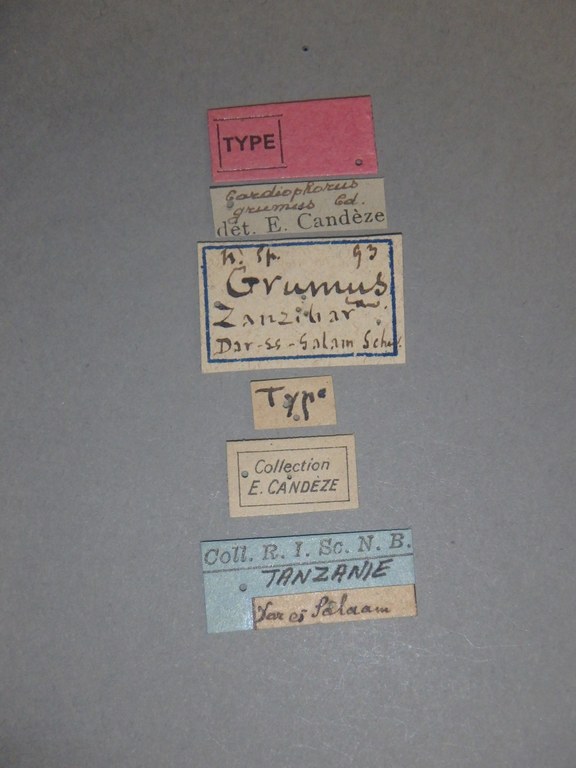 TYPE
Cardiophorus
grumus Cd.
dét. E. Candèze
n. sp. 93
Grumus
Zanzibar
Dar-es-Salam
Type
Collection
E. CANDÈZE
Coll. R. I. Sc. N. B.
TANZANIE
Dar es Salaam